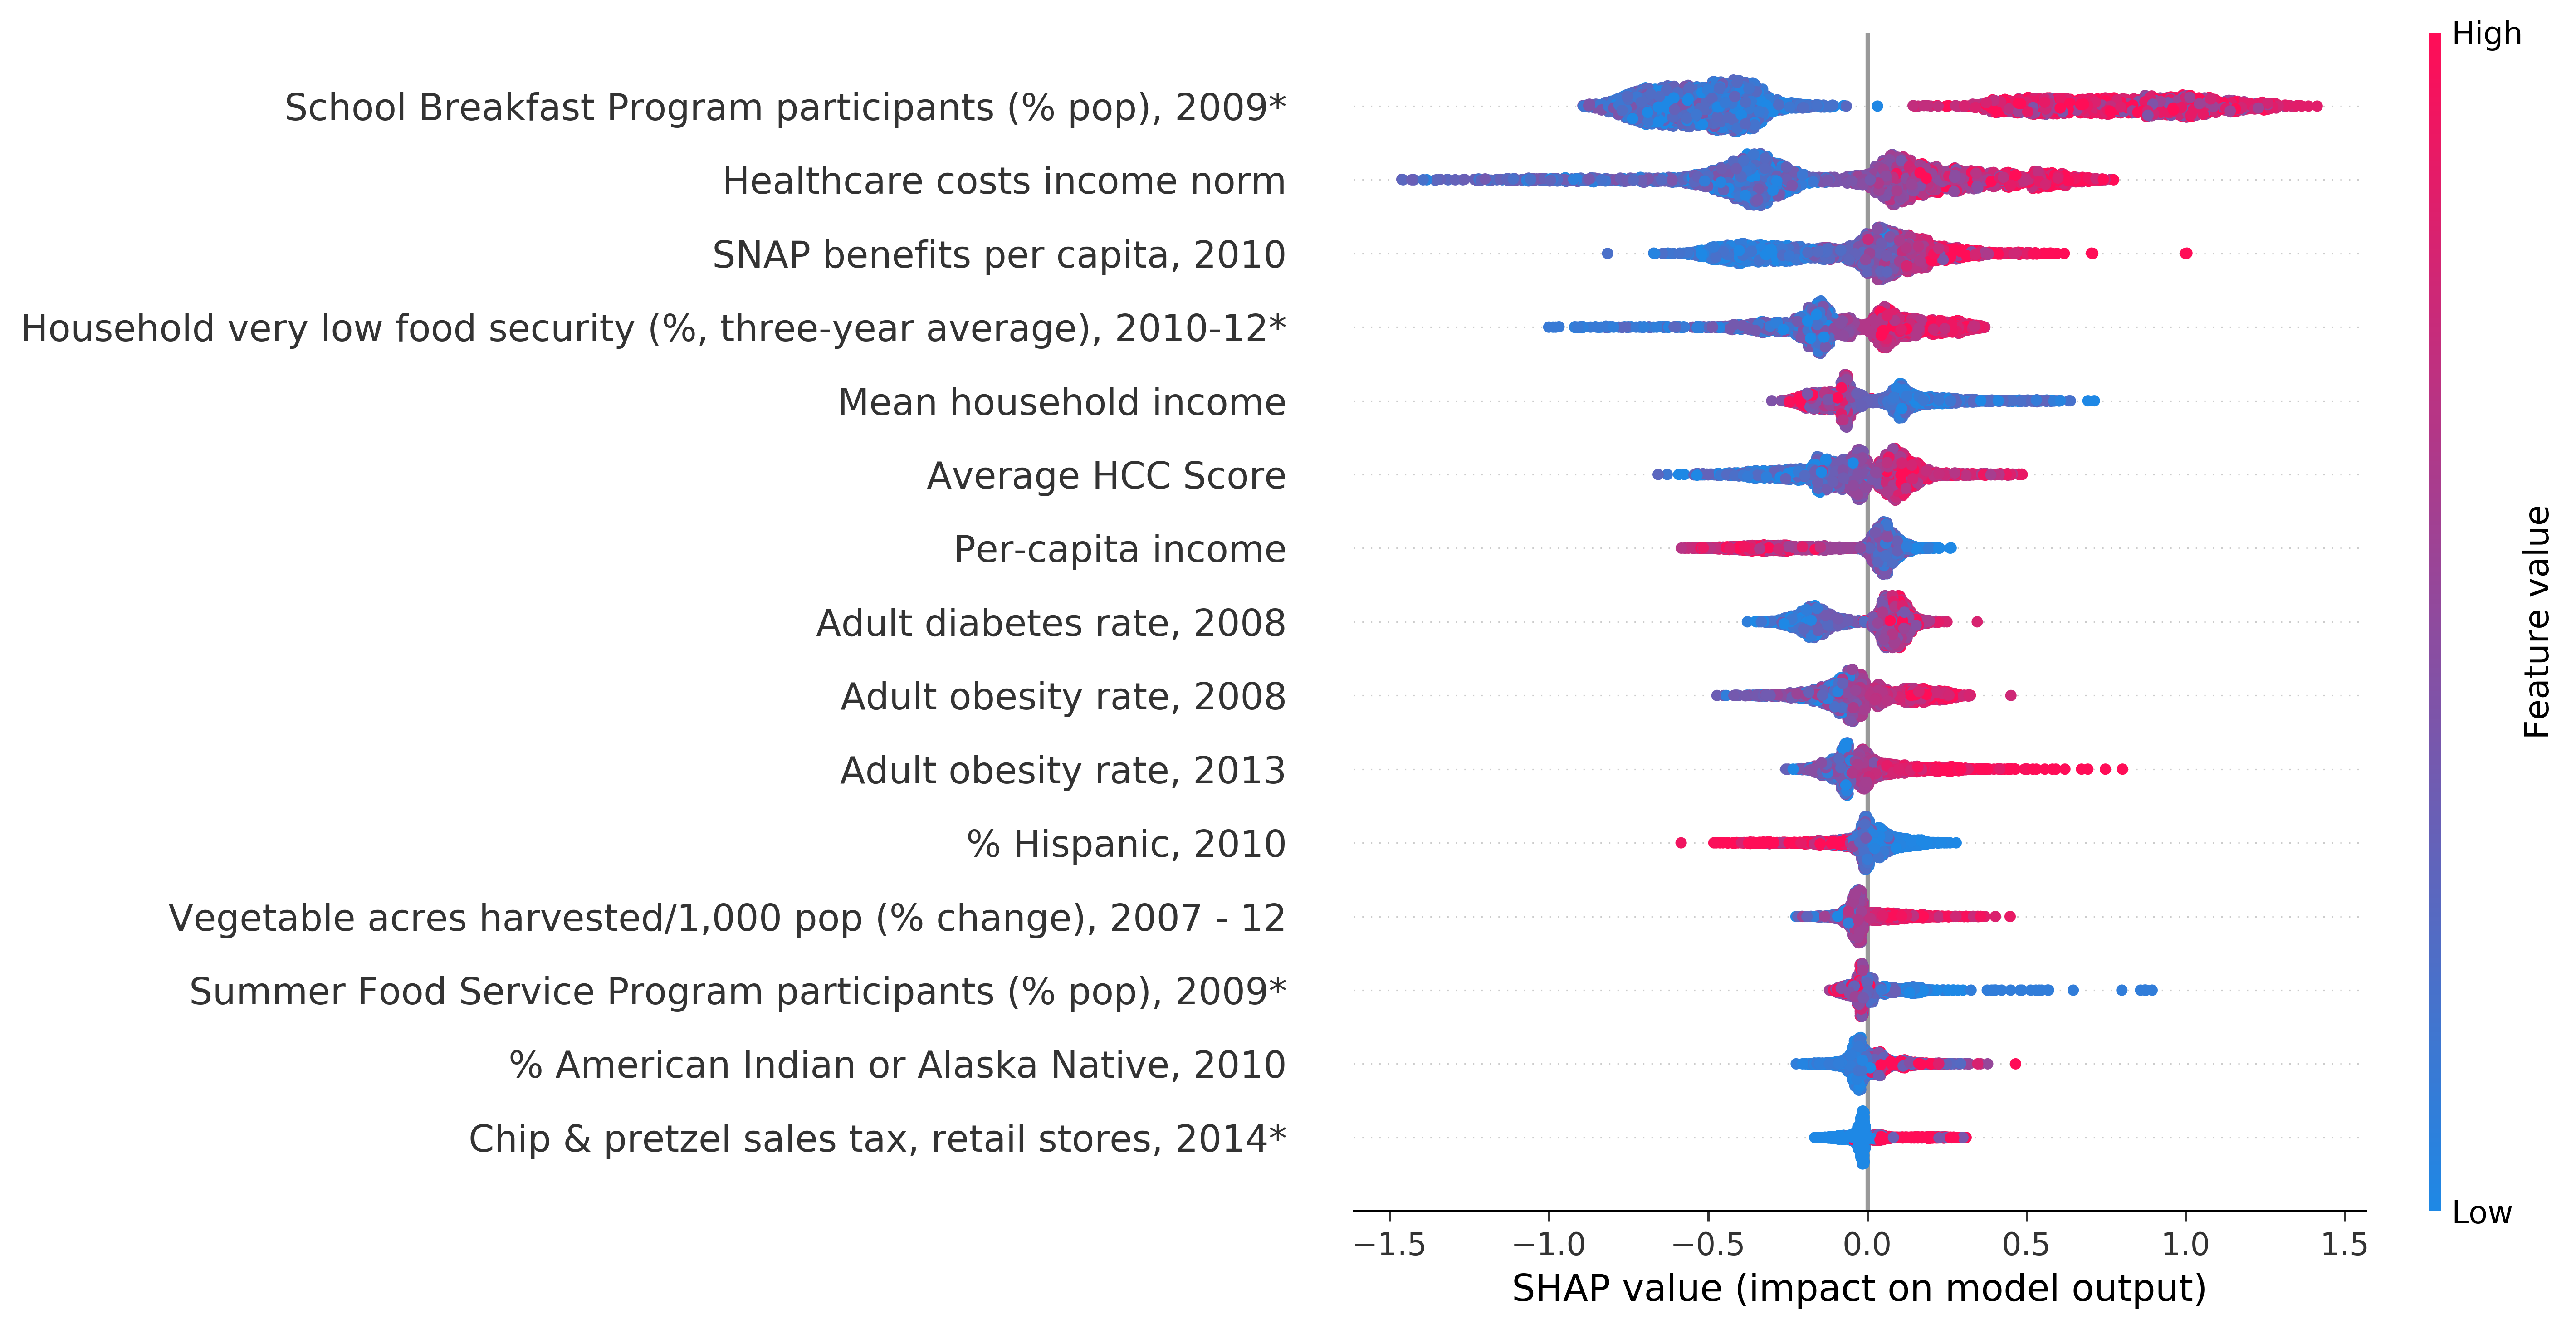 High
School Breakfast Program participants (% pop), 2009*
Healthcare costs income norm
SNAP benefits per capita, 2010
Household very low food security (%, three-year average), 2010-12*
Mean household income
Average HCC Score
Per-capita income
Adult diabetes rate, 2008
Adult obesity rate, 2008
Adult obesity rate, 2013
% Hispanic, 2010
Vegetable acres harvested/1,000 pop (% change), 2007 - 12
Summer Food Service Program participants (% pop), 2009*
% American Indian or Alaska Native, 2010
Chip & pretzel sales tax, retail stores, 2014*
Feature value
Low
−1.5 −1.0 −0.5 0.0 0.5 1.0 1.5
SHAP value (impact on model output)